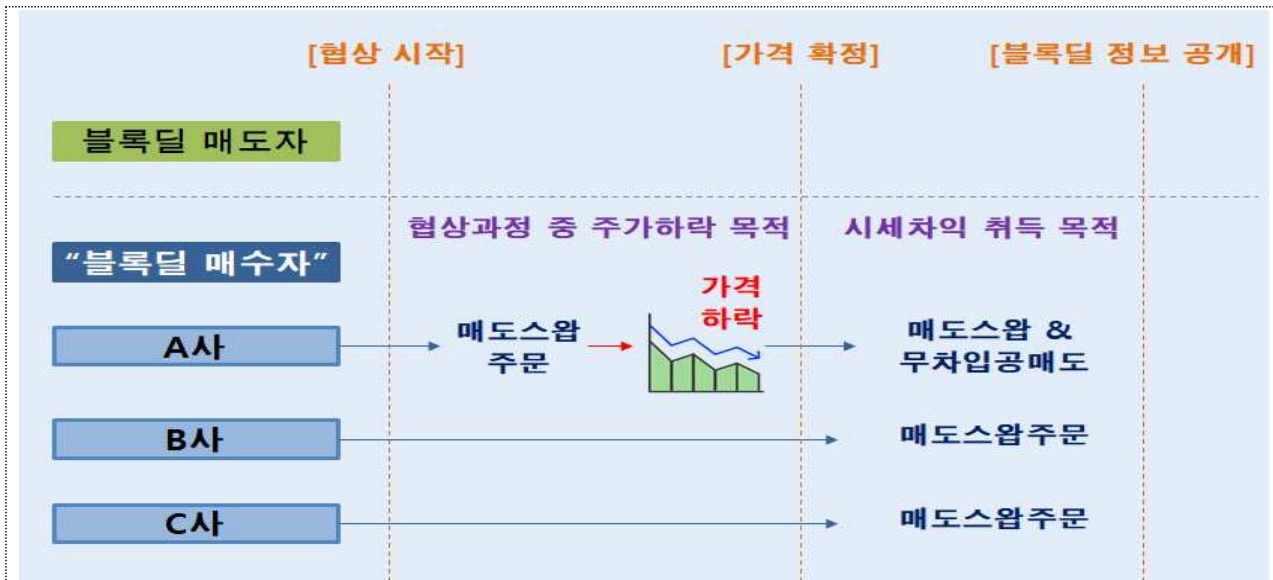 [협상 시작] [가격 확정] [블록딜 정보 공개]
블록딜 매도자
협상과정 중 주가하락 목적 시세차익 취득 목적
“블록딜 매수자”
가격
하락
A사
매도스왑
주문
매도스왑 &
무차입공매도
B사
매도스왑주문
C사
매도스왑주문